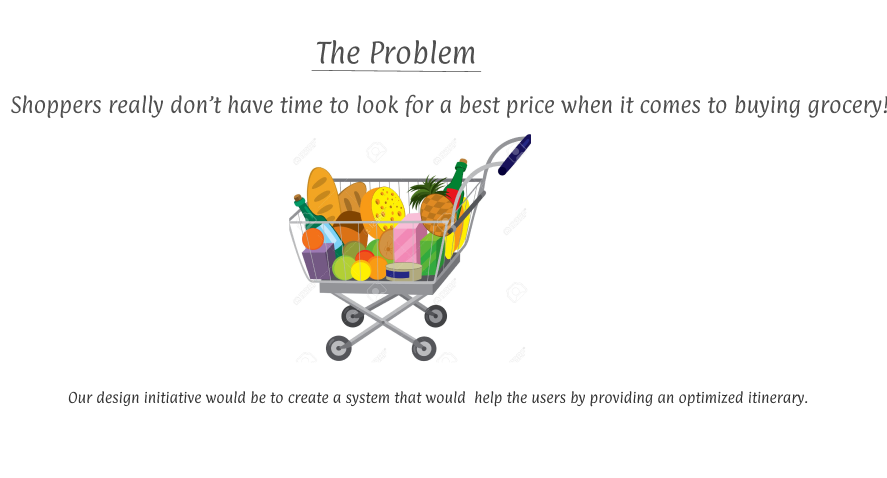 The Problem
Shoppers really don’t have time to look for a best price when it comes to buying grocery!
Our design initiative would be to create a system that would  help the users by providing an optimized itinerary.